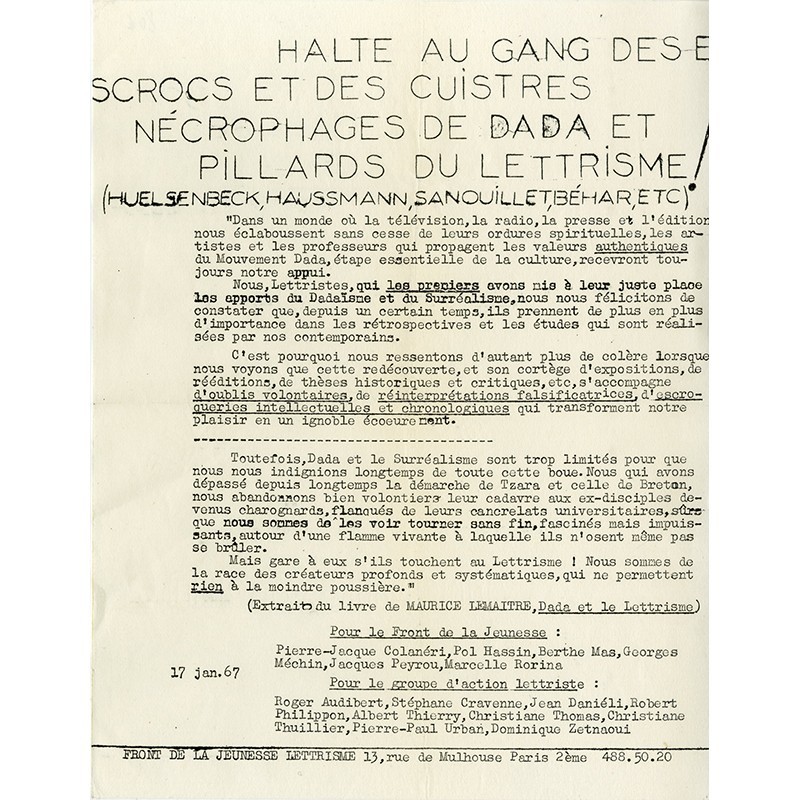 HALTE AU GANG DES E
SCROCS ET DES CUISTRES
NÉCROPHAGES DE DADA ET
PILLARDS DU LETTRISME!
(HUELSENBECK, HAUSSMANN, SANOUILLET, BÉHAR, ETC)
"Dans un monde où la télévision, la radio, la presse et l'édition
nous éclaboussent sans cesse de leurs ordures spirituelles, les ar-
tistes et les professeurs qui propagent les valeurs authentiques
du Mouvement Dada, étape essentielle de la culture, recevront tou-
jours notre appui.
Nous, Lettristes, qui les premiers avons mis à leur juste place
les apports du Dadaïsme et du Surréalisme, nous nous félicitons de
constater que, depuis un certain temps, ils prennent de plus en plus
d'importance dans les rétrospectives et les études qui sont réali-
sées par nos contemporains.
C'est pourquoi nous ressentons d'autant plus de colère lorsque
nous voyons que cette redécouverte, et son cortège d'expositions, de
rééditions, de thèses historiques et critiques, etc, s'accompagne
d'oublis volontaires, de réinterprétations falsificatrices, d'escro-
queries intellectuelles et chronologiques qui transforment notre
plaisir en un ignoble écoeurement.
--------------------------------------
Toutefois, Dada et le Surréalisme sont trop limités pour que
nous nous indignions longtemps de toute cette boue. Nous qui avons
dépassé depuis longtemps la démarche de Tzara et celle de Breton,
nous abandonnons bien volontiers leur cadavre aux ex-disciples de-
venus charognards, flanqués de leurs cancrelats universitaires, sûrs
que nous sommes de les voir tourner sans fin, fascinés mais impuis-
sants, autour d'une flamme vivante à laquelle ils n'osent même pas
se brûler.
Mais gare à eux s'ils touchent au Lettrisme ! Nous sommes de
la race des créateurs profonds et systématiques, qui ne permettent
rien à la moindre poussière."
(Extrait du livre de MAURICE LEMAITRE, Dada et le Lettrisme)
Pour le Front de la Jeunesse :
Pierre-Jacque Colanéri, Pol Hassin, Berthe Mas, Georges
Méchin, Jacques Peyrou, Marcelle Rorina
17 jan. 67
Pour le groupe d'action lettriste :
Roger Audibert, Stéphane Cravenne, Jean Daniéli, Robert
Philippon, Albert Thierry, Christiane Thomas, Christiane
Thuillier, Pierre-Paul Urban, Dominique Zetnaoui
FRONT DE LA JEUNESSE LETTRISME 13, rue de Mulhouse Paris 2ème 488.50.20